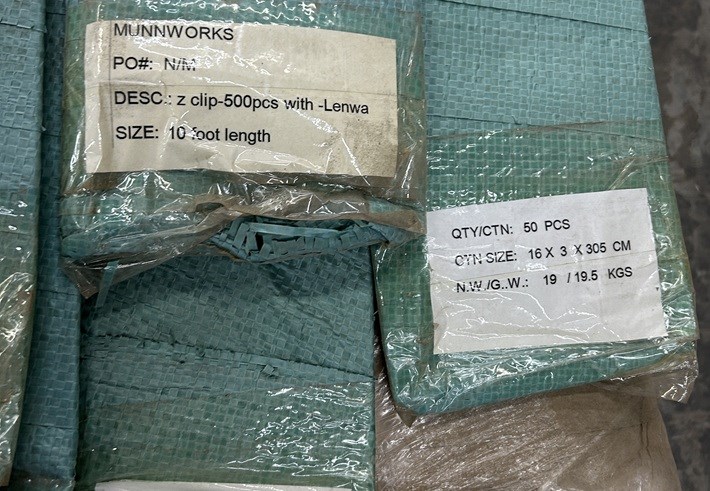 MUNNWORKS
PO#: N/M
DESC.: z clip-500pcs with -Lenwa
SIZE: 10 foot length
QTY/CTN: 50 PCS
CTN SIZE: 16 X 3 X 305 CM
N.W./G..W.: 19 / 19.5 KGS